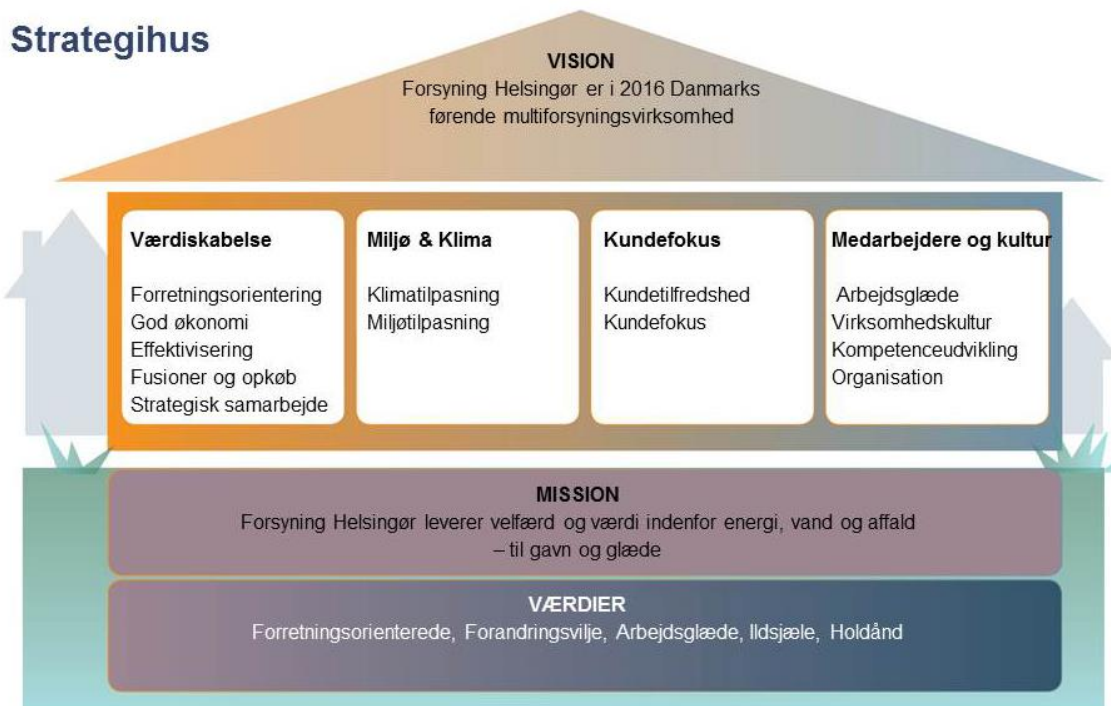 Strategihus
VISION
Forsyning Helsingør er i 2016 Danmarks
førende multiforsyningsvirksomhed
Værdiskabelse
Forretningsorientering
God økonomi
Effektivisering
Fusioner og opkøb
Strategisk samarbejde
Miljø & Klima
Klimatilpasning
Miljøtilpasning
Kundefokus
Kundetilfredshed
Kundefokus
Medarbejdere og kultur
Arbejdsglæde
Virksomhedskultur
Kompetenceudvikling
Organisation
MISSION
Forsyning Helsingør leverer velfærd og værdi indenfor energi, vand og affald
– til gavn og glæde
VÆRDIER
Forretningsorienterede, Forandringsvilje, Arbejdsglæde, Ildsjæle, Holdånd